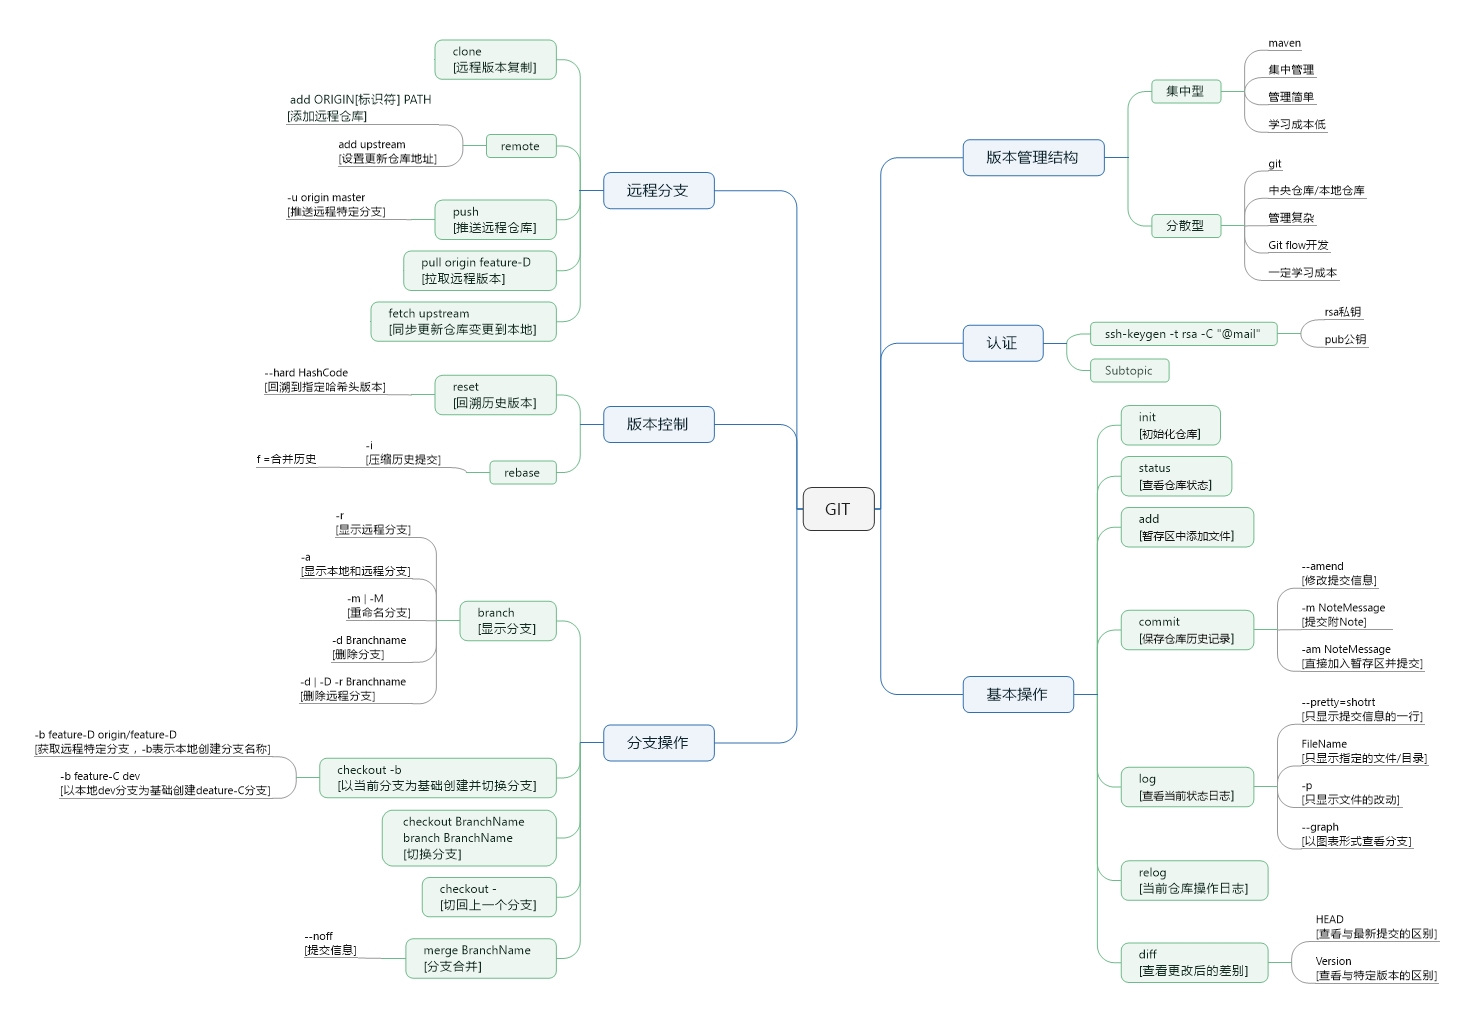 GIT
远程分支
clone
[远程版本复制]
remote
add ORIGIN[标识符] PATH
[添加远程仓库]
add upstream
[设置更新仓库地址]
push
[推送远程仓库]
-u origin master
[推送远程特定分支]
pull origin feature-D
[拉取远程版本]
fetch upstream
[同步更新仓库变更到本地]
版本控制
reset
[回溯历史版本]
--hard HashCode
[回溯到指定哈希头版本]
rebase
-i
[压缩历史提交]
f =合并历史
分支操作
branch
[显示分支]
-r
[显示远程分支]
-a
[显示本地和远程分支]
-m | -M
[重命名分支]
-d Branchname
[删除分支]
-d | -D -r Branchname
[删除远程分支]
checkout -b
[以当前分支为基础创建并切换分支]
-b feature-D origin/feature-D
[获取远程特定分支，-b表示本地创建分支名称]
-b feature-C dev
[以本地dev分支为基础创建deature-C分支]
checkout BranchName
branch BranchName
[切换分支]
checkout -
[切回上一个分支]
merge BranchName
[分支合并]
--noff
[提交信息]
版本管理结构
集中型
maven
集中管理
管理简单
学习成本低
分散型
git
中央仓库/本地仓库
管理复杂
Git flow开发
一定学习成本
认证
ssh-keygen -t rsa -C "@mail"
rsa私钥
pub公钥
Subtopic
基本操作
init
[初始化仓库]
status
[查看仓库状态]
add
[暂存区中添加文件]
commit
[保存仓库历史记录]
--amend
[修改提交信息]
-m NoteMessage
[提交附Note]
-am NoteMessage
[直接加入暂存区并提交]
log
[查看当前状态日志]
--pretty=shotrt
[只显示提交信息的一行]
FileName
[只显示指定的文件/目录]
-p
[只显示文件的改动]
--graph
[以图表形式查看分支]
relog
[当前仓库操作日志]
diff
[查看更改后的差别]
HEAD
[查看与最新提交的区别]
Version
[查看与特定版本的区别]